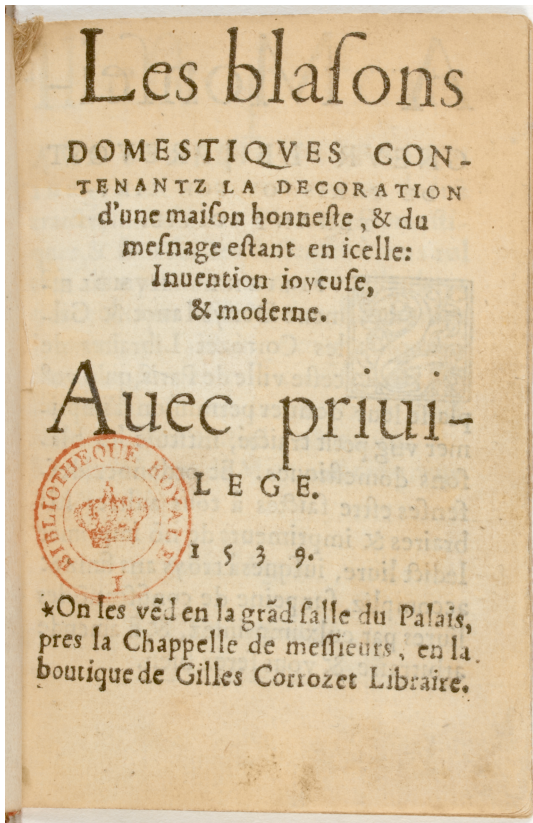 Les blaſons
DOMESTIQVES CON-
TENANTZ LA DECORATION
d'une maiſon honneſte, & du
meſnage eſtant en icelle:
Inuention ioyeuſe,
& moderne.
Auec priui-
LEGE.
BIBLIOTHEQUE ROYALE
I
1539.
*On les vẽd en la grãd ſalle du Palais,
pres la Chappelle de meſſieurs, en la
boutique de Gilles Corrozet Libraire.